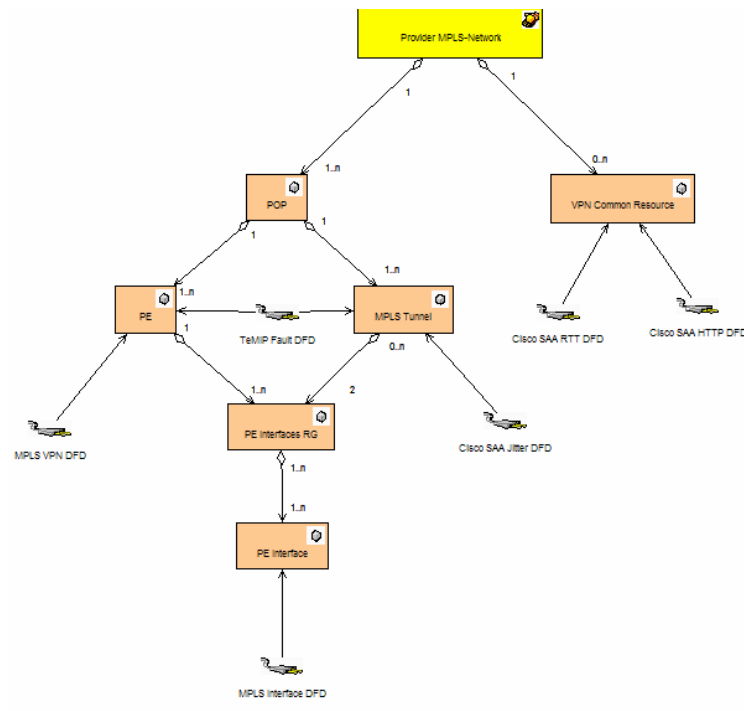 Provider MPLS-Network
1
1
1..n
0..n
POP
VPN Common Resource
1
1
1..n
1..n
PE
MPLS Tunnel
TeMIP Fault DFD
Cisco SAA RTT DFD
Cisco SAA HTTP DFD
1
0..n
1..n
2
PE Interfaces RG
MPLS VPN DFD
Cisco SAA Jitter DFD
1..n
1..n
PE Interface
MPLS Interface DFD